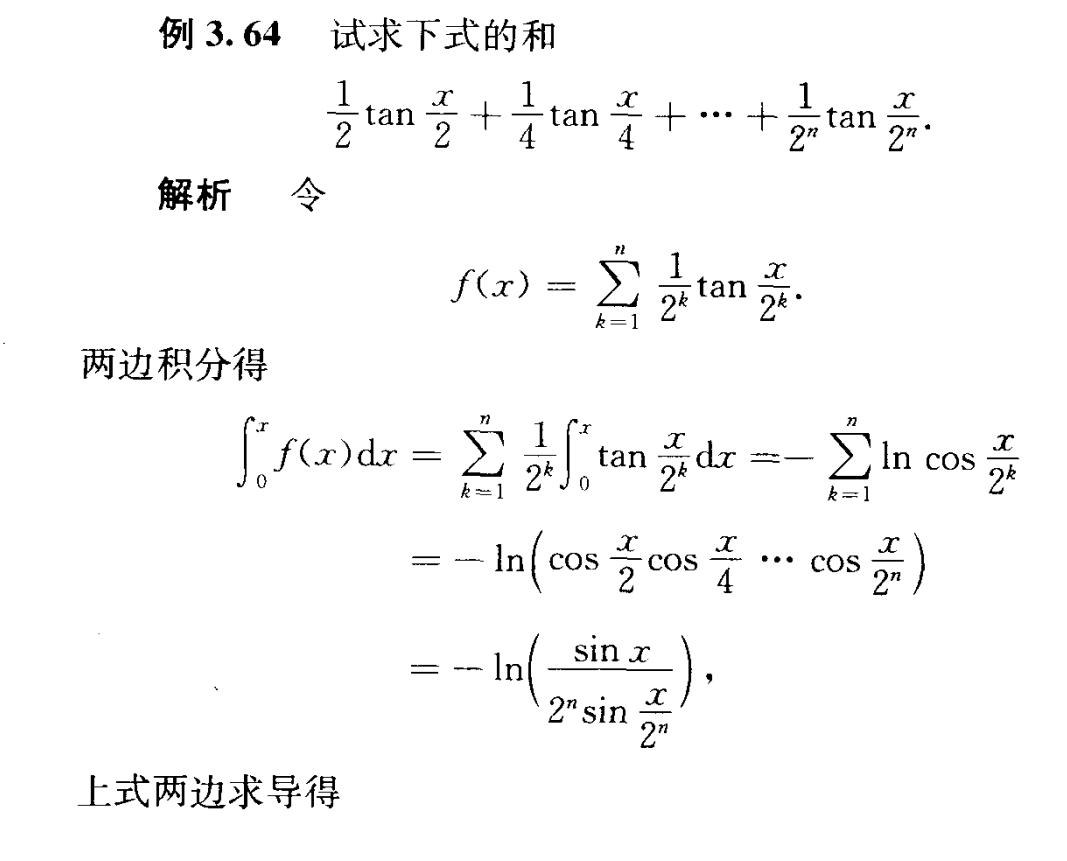 例 3.64 试求下式的和
$\frac{1}{2}\tan\frac{x}{2}+\frac{1}{4}\tan\frac{x}{4}+\cdots+\frac{1}{2^n}\tan\frac{x}{2^n}.$
解析 令
$f(x)=\sum_{k=1}^{n}\frac{1}{2^k}\tan\frac{x}{2^k}.$
两边积分得
$\int_0^x f(x)\mathrm{d}x=\sum_{k=1}^{n}\frac{1}{2^k}\int_0^x\tan\frac{x}{2^k}\mathrm{d}x=-\sum_{k=1}^{n}\ln\cos\frac{x}{2^k}$
$=-\ln\left(\cos\frac{x}{2}\cos\frac{x}{4}\cdots\cos\frac{x}{2^n}\right)$
$=-\ln\left(\frac{\sin x}{2^n\sin\frac{x}{2^n}}\right),$
上式两边求导得